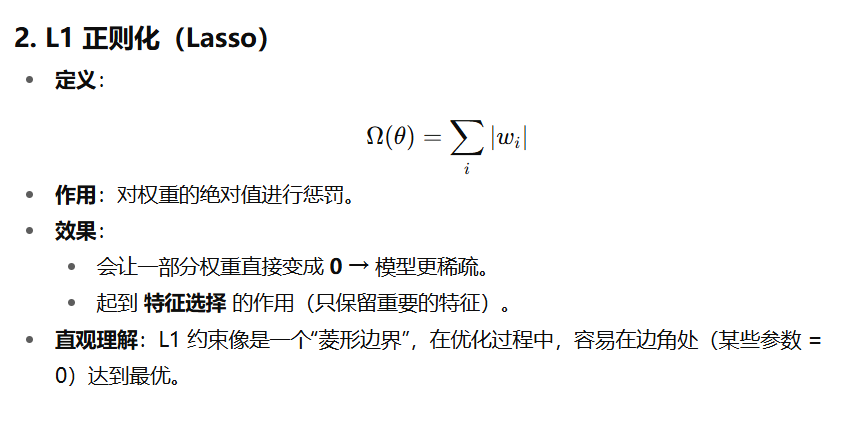 2. L1 正则化（Lasso）
• 定义：
Ω(θ) = ∑_i |w_i|
• 作用：对权重的绝对值进行惩罚。
• 效果：
• 会让一部分权重直接变成 0 → 模型更稀疏。
• 起到 特征选择 的作用（只保留重要的特征）。
• 直观理解：L1 约束像是一个“菱形边界”，在优化过程中，容易在边角处（某些参数 =
0）达到最优。